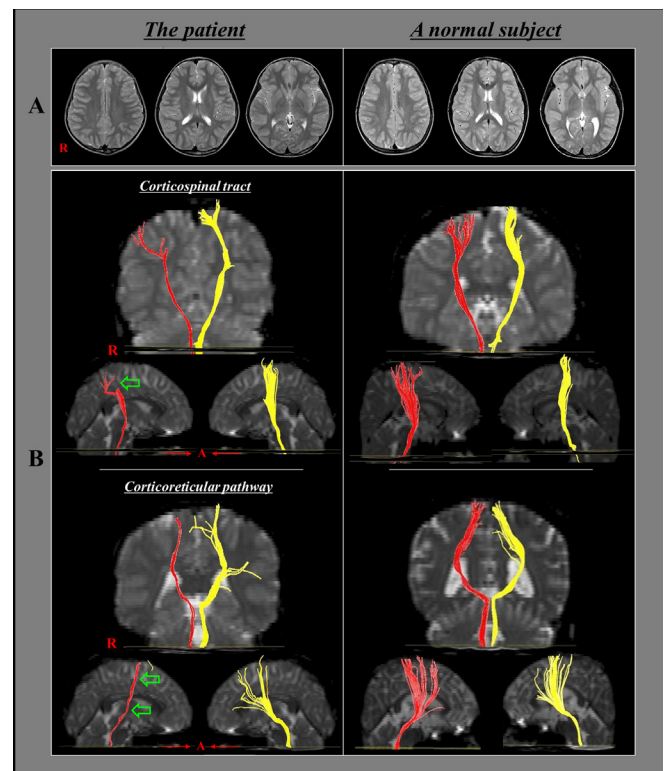 The patient
A normal subject
A
R
Corticospinal tract
R
A
B
Corticoreticular pathway
R
A